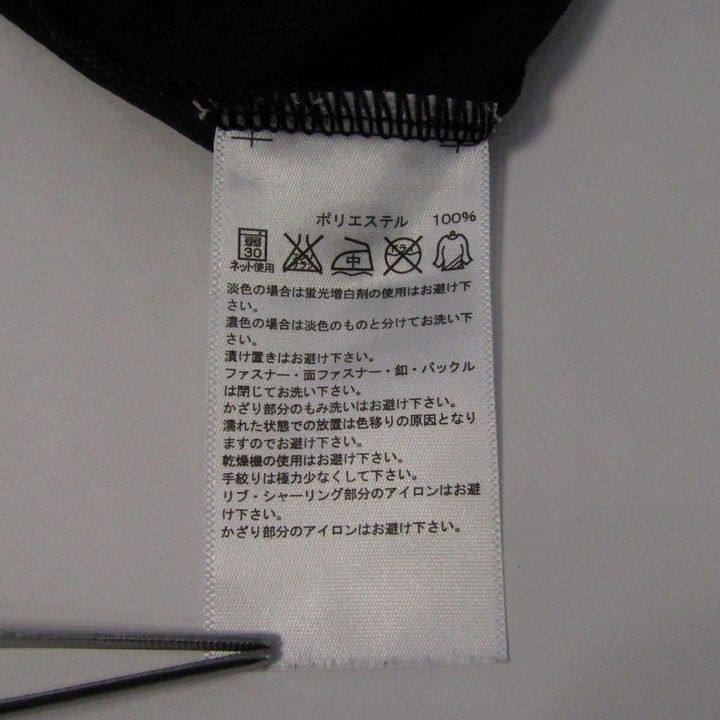 ポリエステル 100%
弱
30
エンソ
サラシ
中
ドライ
ネット使用
淡色の場合は蛍光増白剤の使用はお避け下
さい。
濃色の場合は淡色のものと分けてお洗い下
さい。
漬け置きはお避け下さい。
ファスナー・面ファスナー・釦・バックル
は閉じてお洗い下さい。
かざり部分のもみ洗いはお避け下さい。
濡れた状態での放置は色移りの原因となり
ますのでお避け下さい。
乾燥機の使用はお避け下さい。
手絞りは極力少なくして下さい。
リブ・シャーリング部分のアイロンはお避
け下さい。
かざり部分のアイロンはお避け下さい。